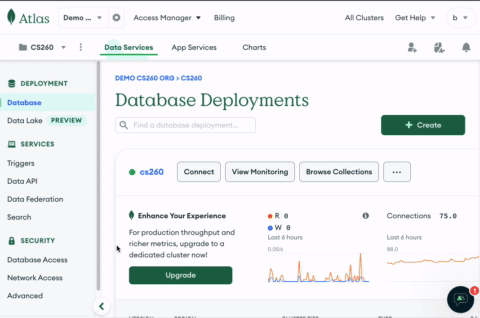 Atlas
Demo ...
Access Manager
Billing
All Clusters
Get Help
b
CS260
Data Services
App Services
Charts
DEPLOYMENT
Database
Data Lake PREVIEW
SERVICES
Triggers
Data API
Data Federation
Search
SECURITY
Database Access
Network Access
Advanced
DEMO CS260 ORG > CS260
Database Deployments
Find a database deployment...
+ Create
cs260
Connect
View Monitoring
Browse Collections
...
Enhance Your Experience
For production throughput and
richer metrics, upgrade to a
dedicated cluster now!
Upgrade
R 0
W 0
Last 6 hours
0.05/s
Connections 75.0
Last 6 hours
88.0
1